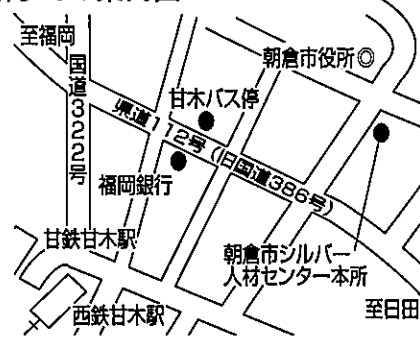 至福岡
朝倉市役所◎
国道322号
甘木バス停
県道112号(旧国道386号)
福岡銀行
甘鉄甘木駅
朝倉市シルバー
人材センター本所
至日田
西鉄甘木駅